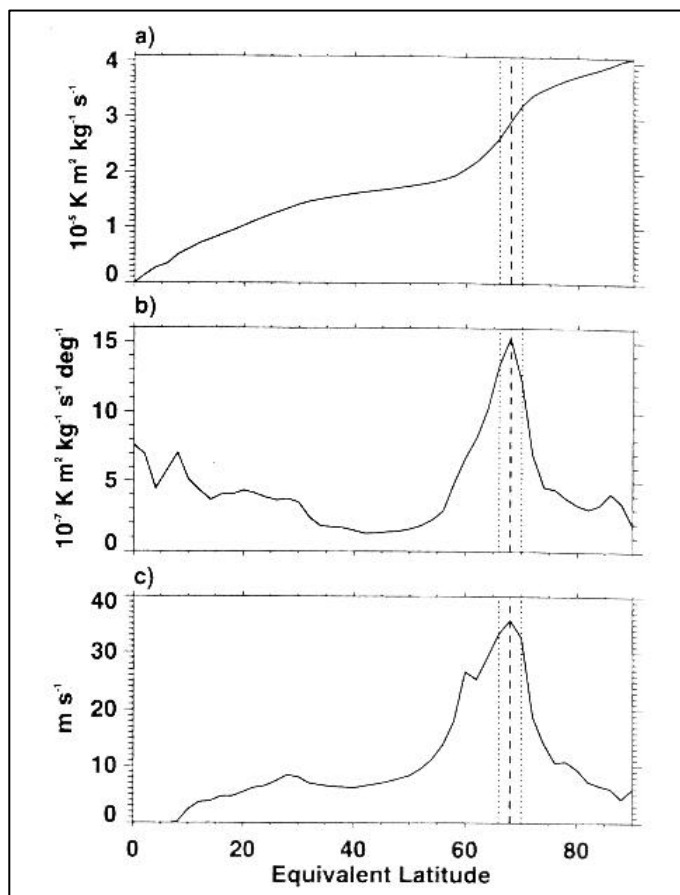 a)
4
3
2
1
0
10⁻⁵ K m² kg⁻¹ s⁻¹
b)
15
10
5
0
10⁻⁷ K m² kg⁻¹ s⁻¹ deg⁻¹
c)
40
30
20
10
0
m s⁻¹
0 20 40 60 80
Equivalent Latitude